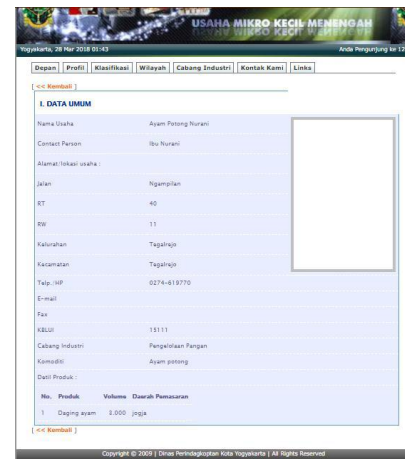 USAHA MIKRO KECIL MENENGAH
Yogyakarta, 28 Mar 2018 01:43 Anda Pengunjung ke 12
Depan Profil Klasifikasi Wilayah Cabang Industri Kontak Kami Links
[ << Kembali ]
I. DATA UMUM
Nama Usaha Ayam Potong Nurani
Contact Person Ibu Nurani
Alamat/lokasi usaha :
Jalan Ngampilan
RT 40
RW 11
Kelurahan Tegalrejo
Kecamatan Tegalrejo
Telp./HP 0274-619770
E-mail
Fax
KBLUI 15111
Cabang Industri Pengelolaan Pangan
Komoditi Ayam potong
Datil Produk :
No. Produk Volume Daerah Pemasaran
1 Daging ayam jogja
[ << Kembali ]
Copyright © 2009 | Dinas Perindagkoptan Kota Yogyakarta | All Rights Reserved